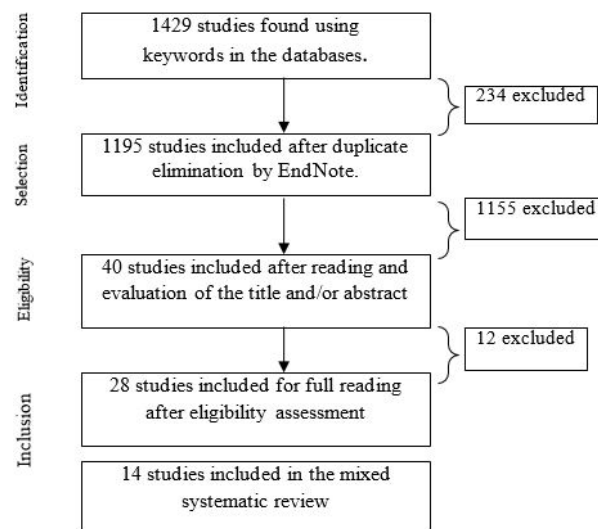 Identification
1429 studies found using
keywords in the databases.
234 excluded
Selection
1195 studies included after duplicate
elimination by EndNote.
1155 excluded
Eligibility
40 studies included after reading and
evaluation of the title and/or abstract
12 excluded
Inclusion
28 studies included for full reading
after eligibility assessment
14 studies included in the mixed
systematic review